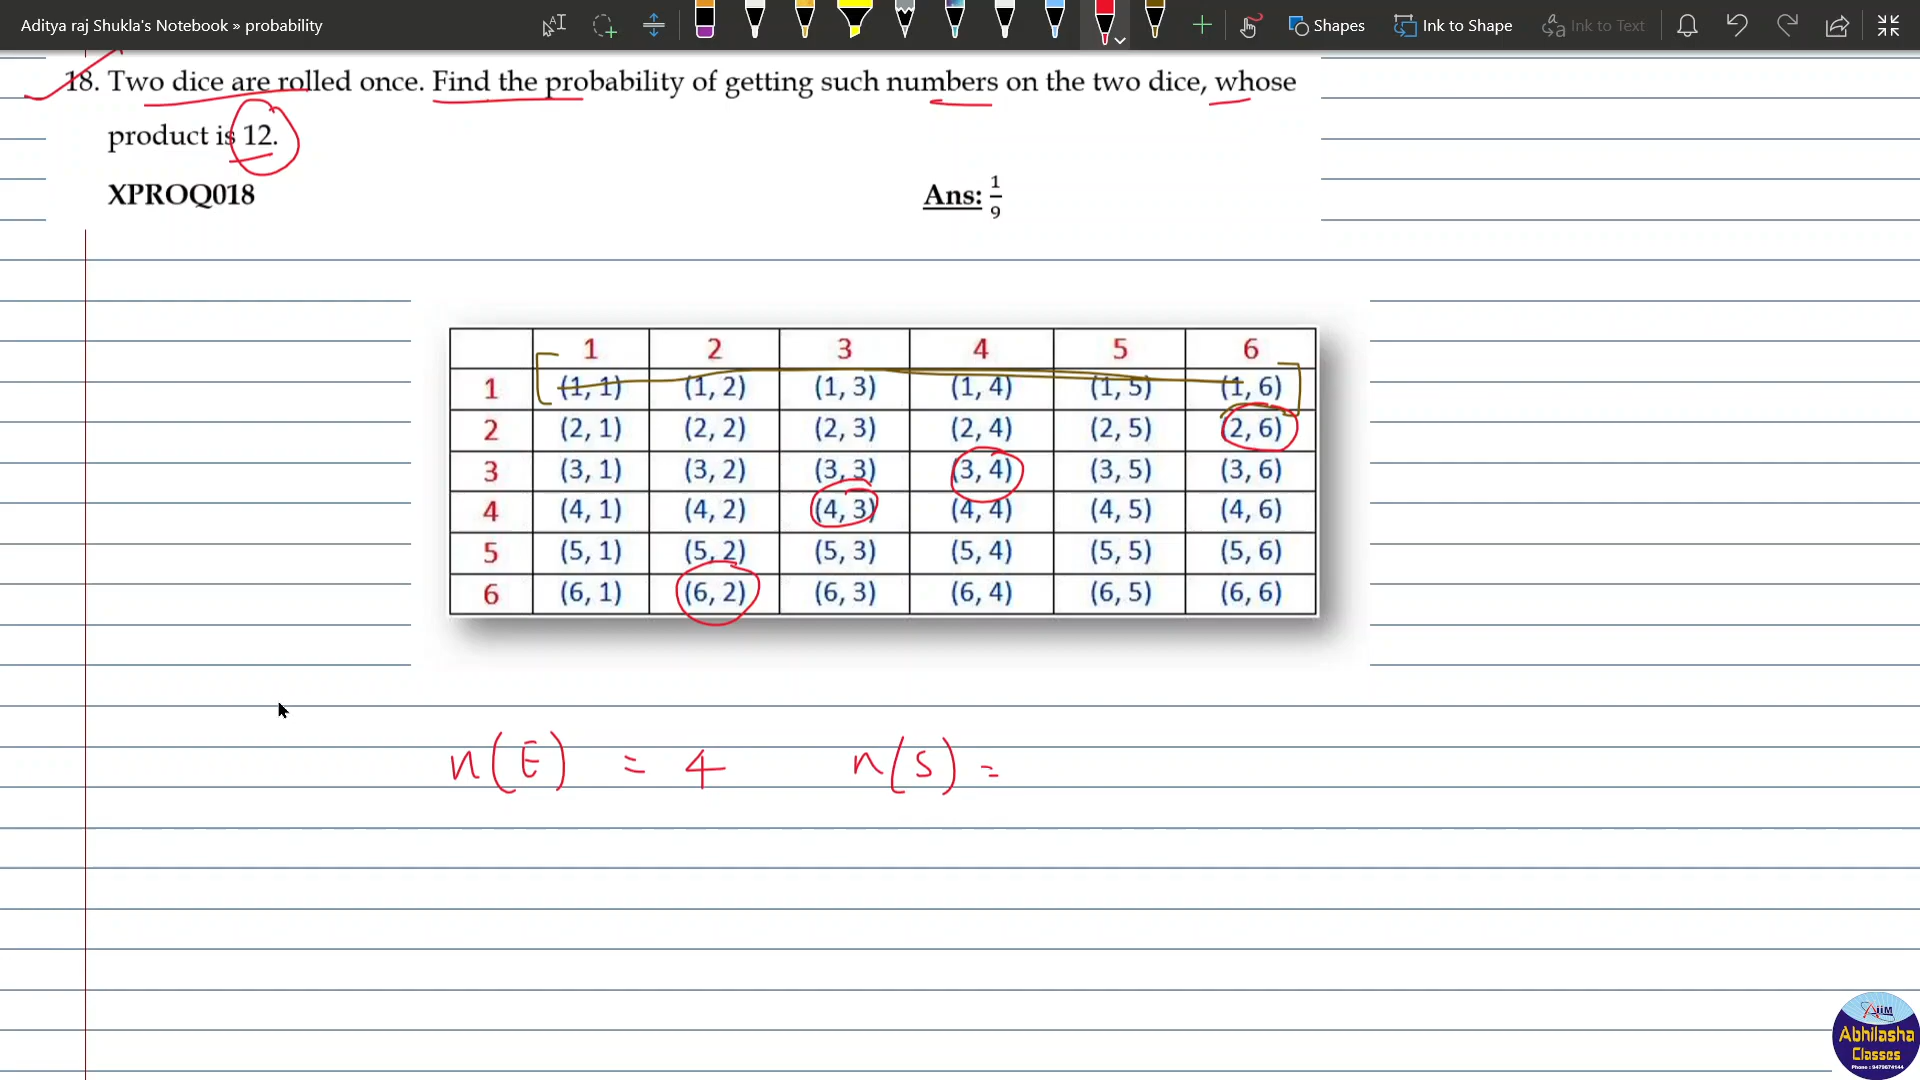 Aditya raj Shukla's Notebook » probability
Shapes
Ink to Shape
Ink to Text
18. Two dice are rolled once. Find the probability of getting such numbers on the two dice, whose
product is 12.
XPROQ018 Ans: 1/9
1 2 3 4 5 6
1 (1, 1) (1, 2) (1, 3) (1, 4) (1, 5) (1, 6)
2 (2, 1) (2, 2) (2, 3) (2, 4) (2, 5) (2, 6)
3 (3, 1) (3, 2) (3, 3) (3, 4) (3, 5) (3, 6)
4 (4, 1) (4, 2) (4, 3) (4, 4) (4, 5) (4, 6)
5 (5, 1) (5, 2) (5, 3) (5, 4) (5, 5) (5, 6)
6 (6, 1) (6, 2) (6, 3) (6, 4) (6, 5) (6, 6)
n(E) = 4 n(S) =
AiiM
Abhilasha
Classes
Phone : 9479874144